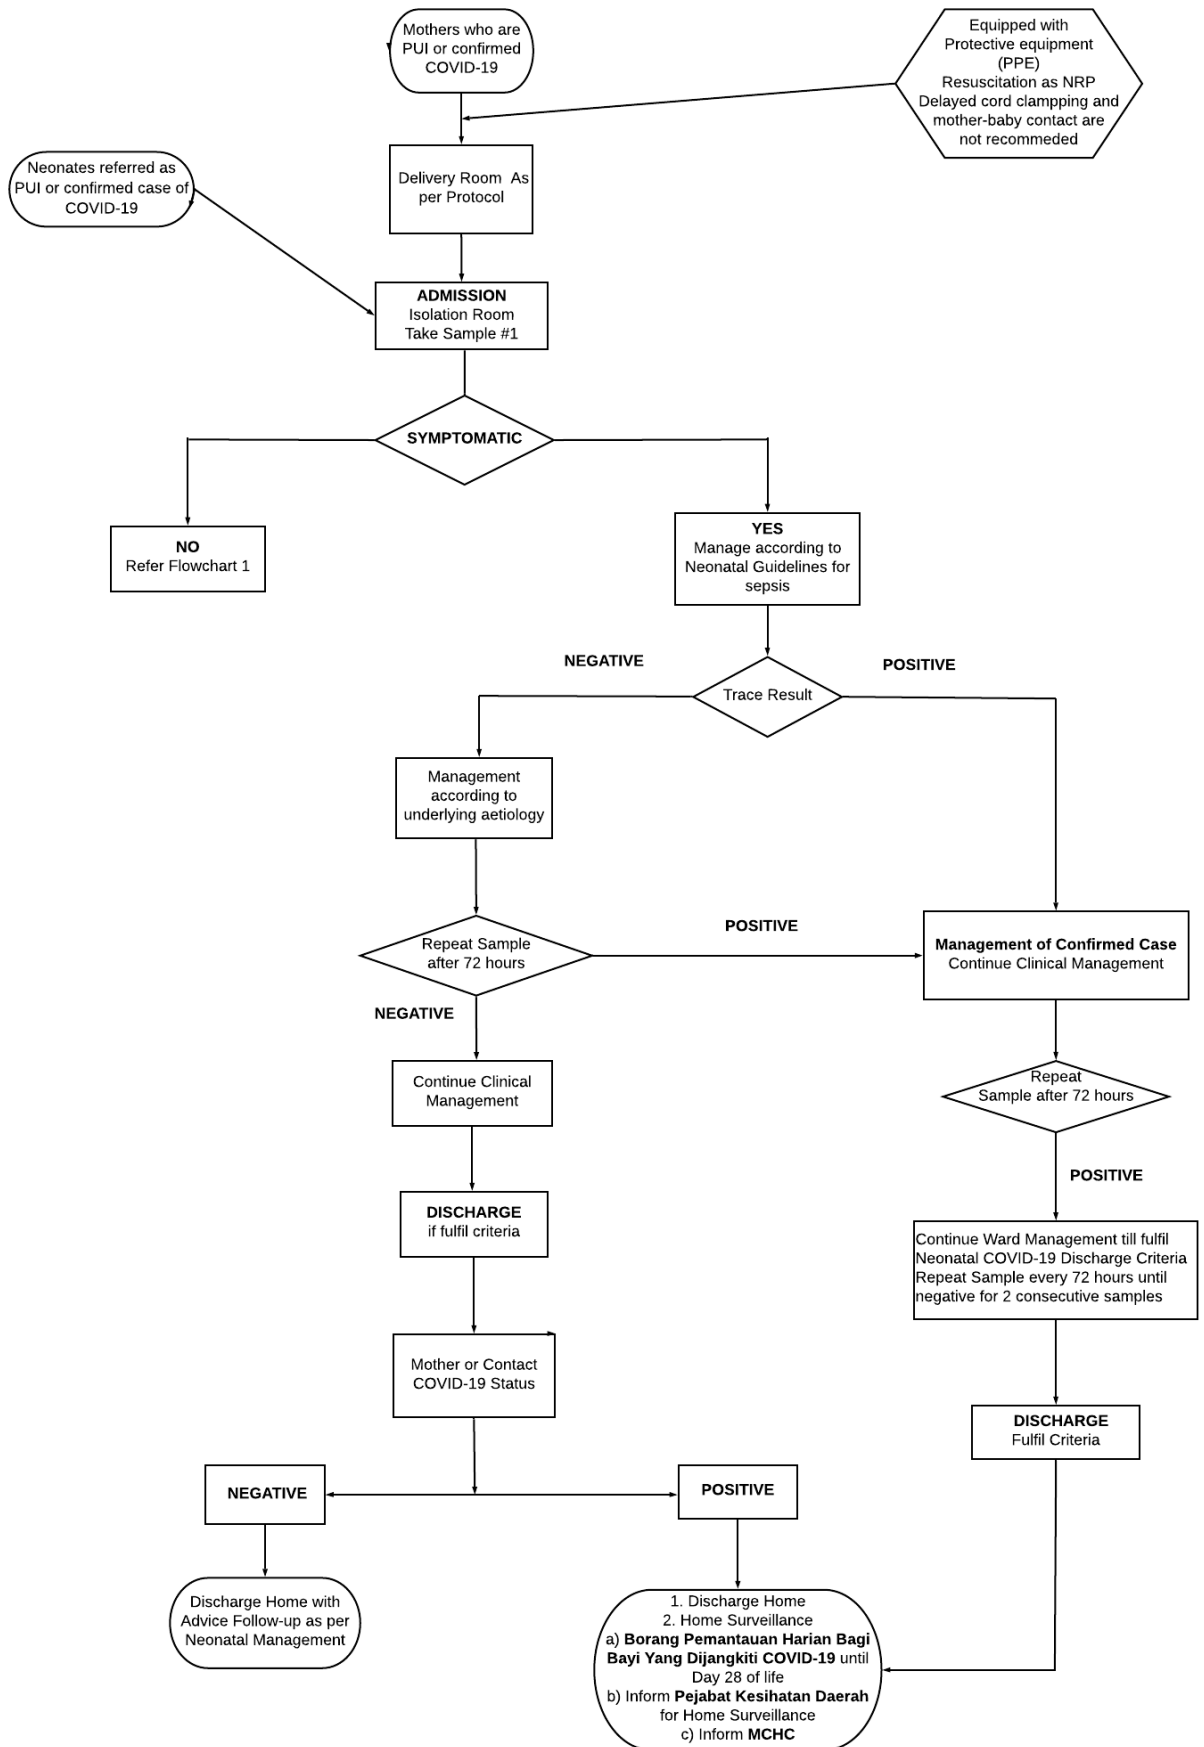 Mothers who are
PUI or confirmed
COVID-19
Equipped with
Protective equipment
(PPE)
Resuscitation as NRP
Delayed cord clampping and
mother-baby contact are
not recommeded
Delivery Room As
per Protocol
Neonates referred as
PUI or confirmed case of
COVID-19
ADMISSION
Isolation Room
Take Sample #1
SYMPTOMATIC
NO
Refer Flowchart 1
YES
Manage according to
Neonatal Guidelines for
sepsis
NEGATIVE
POSITIVE
Trace Result
Management
according to
underlying aetiology
Repeat Sample
after 72 hours
POSITIVE
Management of Confirmed Case
Continue Clinical Management
NEGATIVE
Continue Clinical
Management
Repeat
Sample after 72 hours
POSITIVE
DISCHARGE
if fulfil criteria
Continue Ward Management till fulfil
Neonatal COVID-19 Discharge Criteria
Repeat Sample every 72 hours until
negative for 2 consecutive samples
Mother or Contact
COVID-19 Status
DISCHARGE
Fulfil Criteria
NEGATIVE
POSITIVE
Discharge Home with
Advice Follow-up as per
Neonatal Management
1. Discharge Home
2. Home Surveillance
a) Borang Pemantauan Harian Bagi
Bayi Yang Dijangkiti COVID-19 until
Day 28 of life
b) Inform Pejabat Kesihatan Daerah
for Home Surveillance
c) Inform MCHC